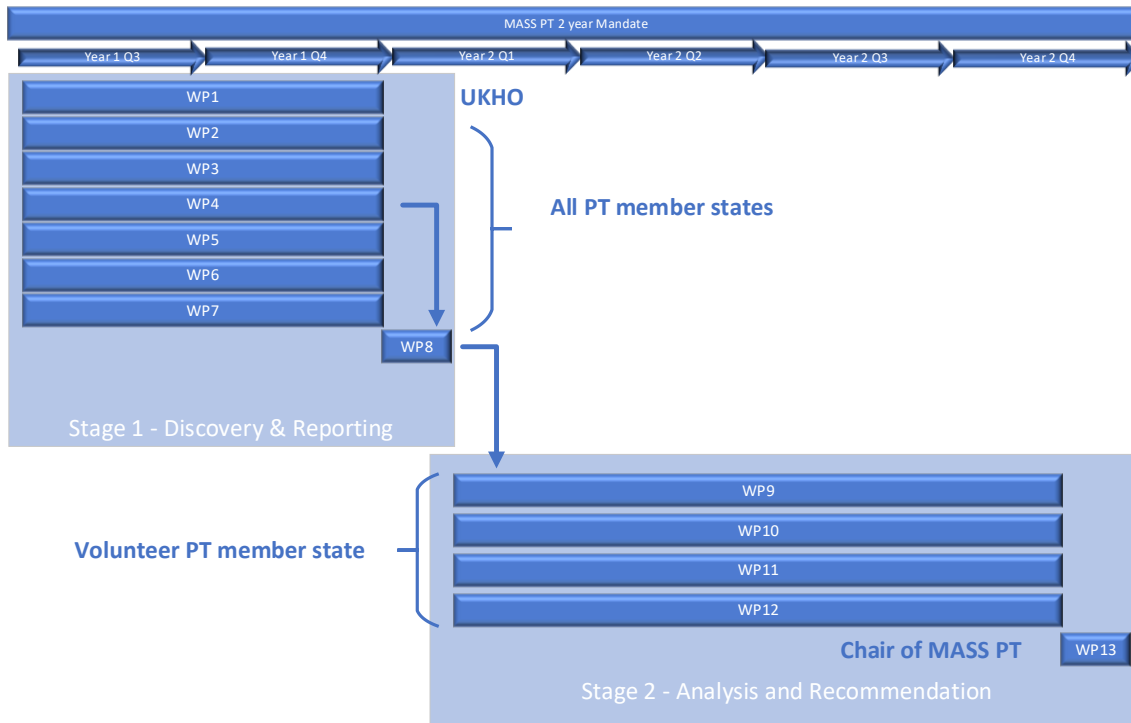 MASS PT 2 year Mandate
Year 1 Q3
Year 1 Q4
Year 2 Q1
Year 2 Q2
Year 2 Q3
Year 2 Q4
WP1
UKHO
WP2
WP3
WP4
All PT member states
WP5
WP6
WP7
WP8
Stage 1 - Discovery & Reporting
WP9
WP10
Volunteer PT member state
WP11
WP12
Chair of MASS PT
WP13
Stage 2 - Analysis and Recommendation